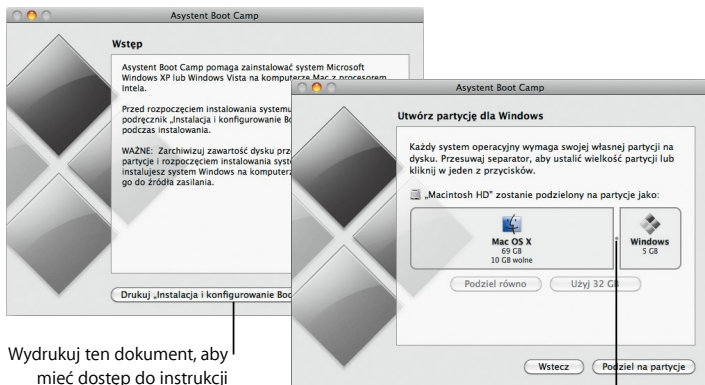 Asystent Boot Camp
Wstęp
Asystent Boot Camp pomaga zainstalować system Microsoft
Windows XP lub Windows Vista na komputerze Mac z procesorem
Intela.
Przed rozpoczęciem instalowania systemu
podręcznik „Instalacja i konfigurowanie
podczas instalowania.
WAŻNE: Zarchiwizuj zawartość dysku
partycje i rozpoczęciem instalowania
instalujesz system Windows na
go do źródła zasilania.
Drukuj „Instalacja i konfigurowanie
Wydrukuj ten dokument, aby
mieć dostęp do instrukcji
Asystent Boot Camp
Utwórz partycję dla Windows
Każdy system operacyjny wymaga swojej własnej partycji na
dysku. Przesuwaj separator, aby ustalić wielkość partycji lub
kliknij w jeden z przycisków.
„Macintosh HD" zostanie podzielony na partycje jako:
Mac OS X
69 GB
10 GB wolne
Windows
5 GB
Podziel równo
Użyj 32 GB
Wstecz
Podziel na partycje